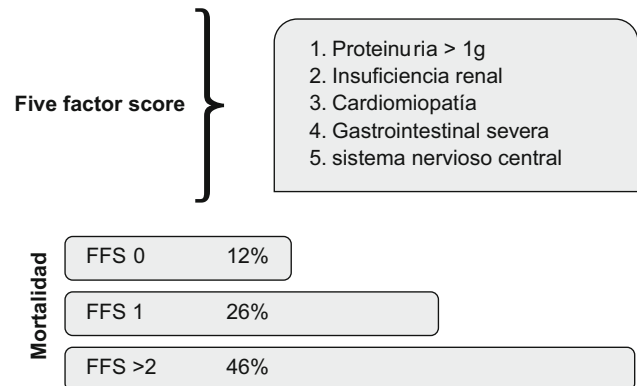 Five factor score
1. Proteinuria > 1g
2. Insuficiencia renal
3. Cardiomiopatía
4. Gastrointestinal severa
5. sistema nervioso central
Mortalidad
FFS 0 12%
FFS 1 26%
FFS >2 46%